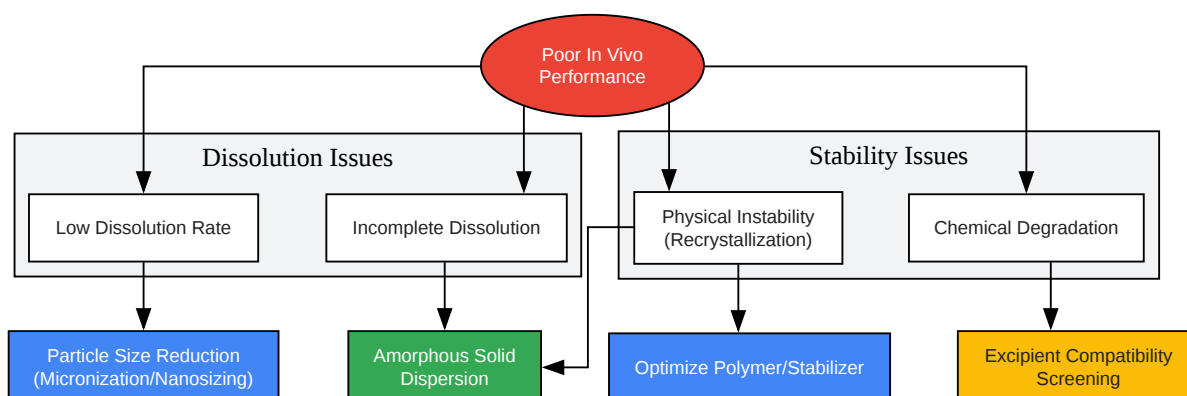 Poor In Vivo
Performance
Dissolution Issues
Stability Issues
Low Dissolution Rate
Incomplete Dissolution
Physical Instability
(Recrystallization)
Chemical Degradation
Particle Size Reduction
(Micronization/Nanosizing)
Amorphous Solid
Dispersion
Optimize Polymer/Stabilizer
Excipient Compatibility
Screening